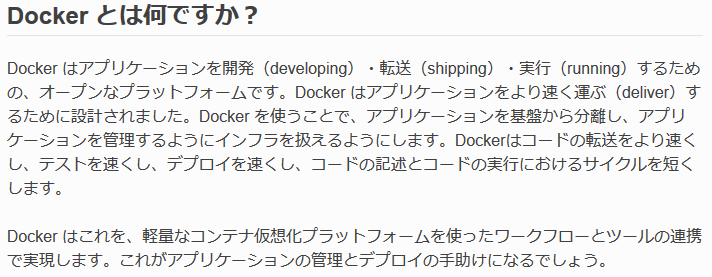 Docker とは何ですか？
Docker はアプリケーションを開発（developing）・転送（shipping）・実行（running）するため
の、オープンなプラットフォームです。Docker はアプリケーションをより速く運ぶ（deliver）す
るために設計されました。Docker を使うことで、アプリケーションを基盤から分離し、アプリ
ケーションを管理するようにインフラを扱えるようにします。Dockerはコードの転送をより速く
し、テストを速くし、デプロイを速くし、コードの記述とコードの実行におけるサイクルを短く
します。
Docker はこれを、軽量なコンテナ仮想化プラットフォームを使ったワークフローとツールの連携
で実現します。これがアプリケーションの管理とデプロイの手助けになるでしょう。